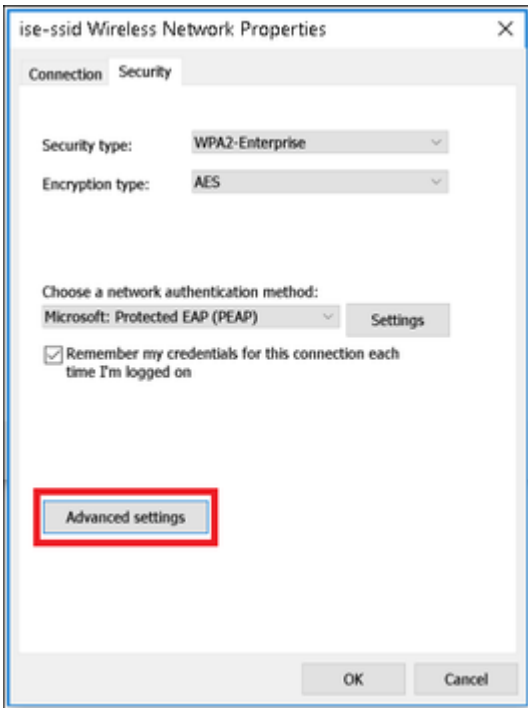 ise-ssid Wireless Network Properties
Connection Security
Security type: WPA2-Enterprise
Encryption type: AES
Choose a network authentication method:
Microsoft: Protected EAP (PEAP) Settings
Remember my credentials for this connection each
time I'm logged on
Advanced settings
OK Cancel